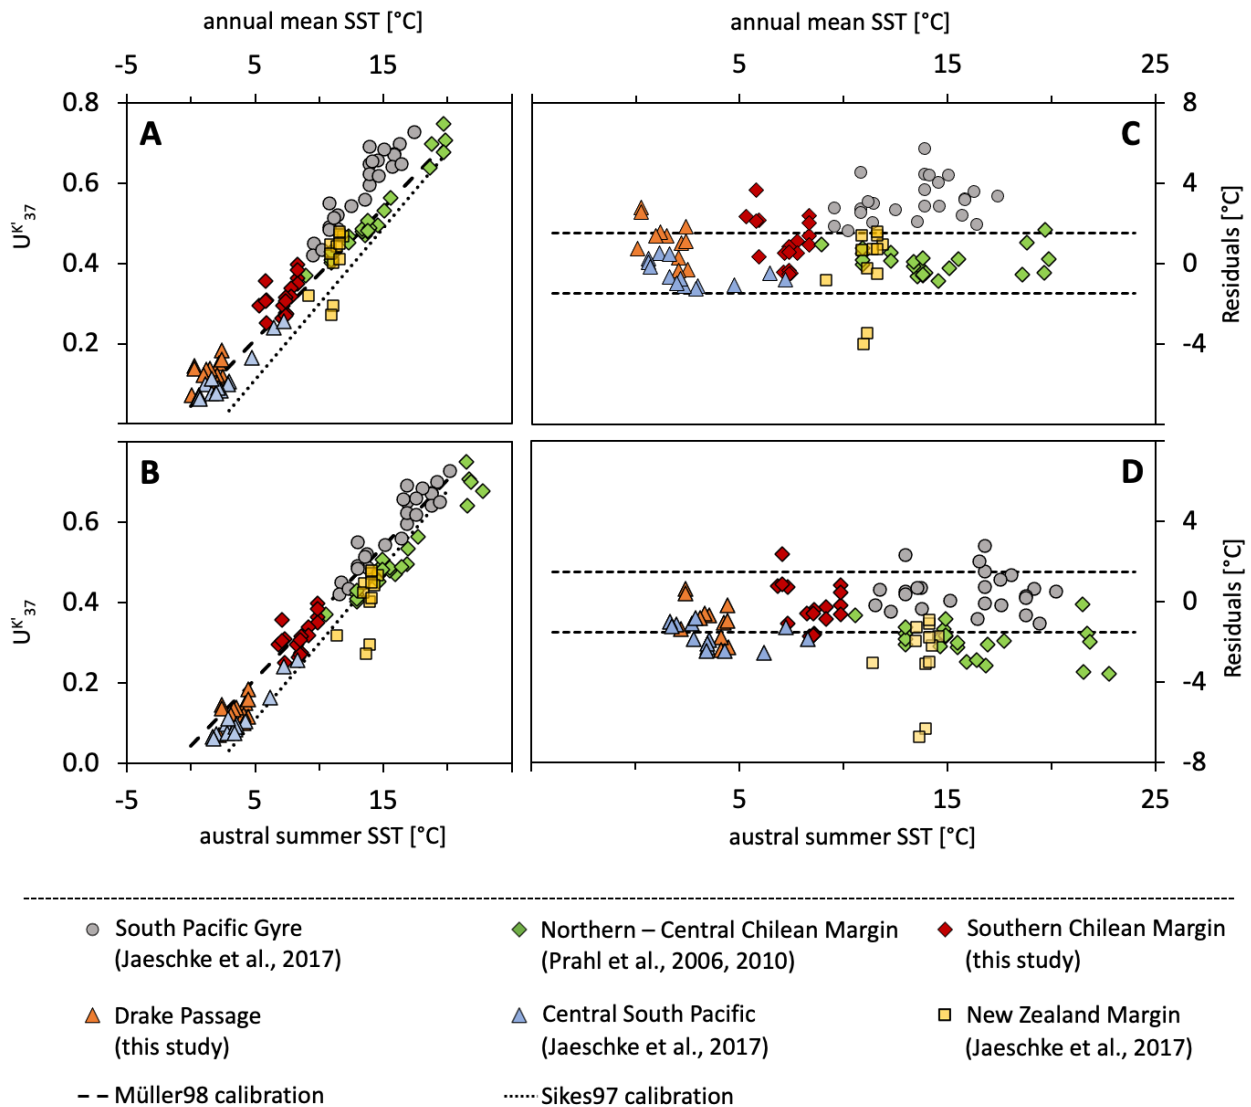 annual mean SST [°C]
annual mean SST [°C]
-5 5 15
5 15 25
0.8
0.6
0.4
0.2
U^K'_37
A
C
8
4
0
-4
Residuals [°C]
B
D
0.6
0.4
0.2
0.0
U^K'_37
4
0
-4
-8
Residuals [°C]
-5 5 15
5 15 25
austral summer SST [°C]
austral summer SST [°C]
South Pacific Gyre
(Jaeschke et al., 2017)
Northern – Central Chilean Margin
(Prahl et al., 2006, 2010)
Southern Chilean Margin
(this study)
Drake Passage
(this study)
Central South Pacific
(Jaeschke et al., 2017)
New Zealand Margin
(Jaeschke et al., 2017)
Müller98 calibration
Sikes97 calibration